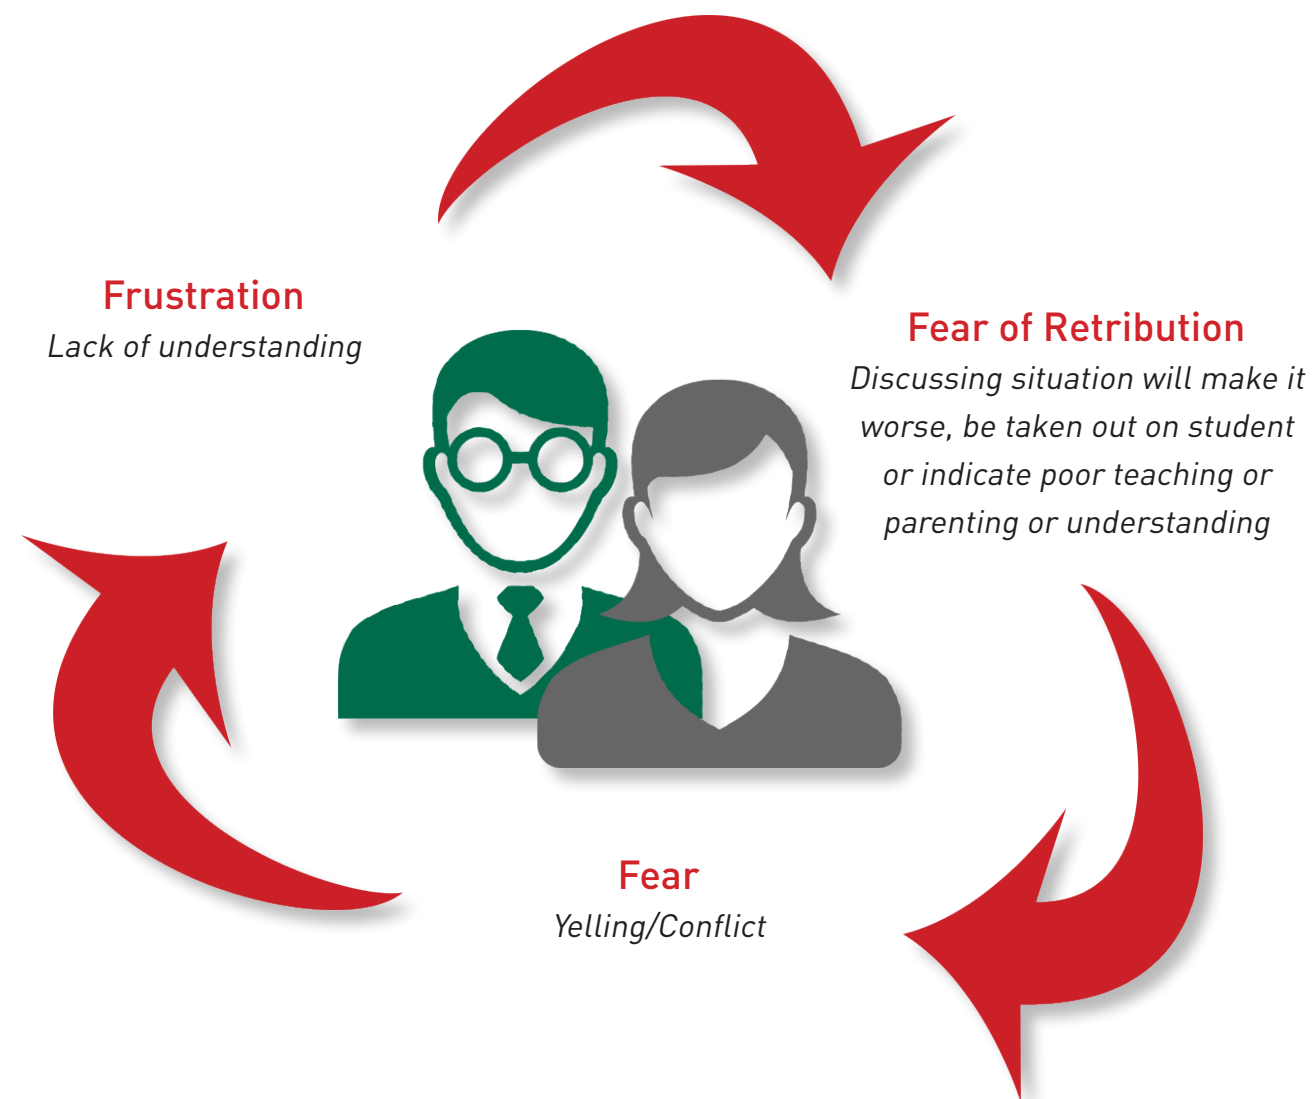 Frustration
Lack of understanding
Fear of Retribution
Discussing situation will make it
worse, be taken out on student
or indicate poor teaching or
parenting or understanding
Fear
Yelling/Conflict